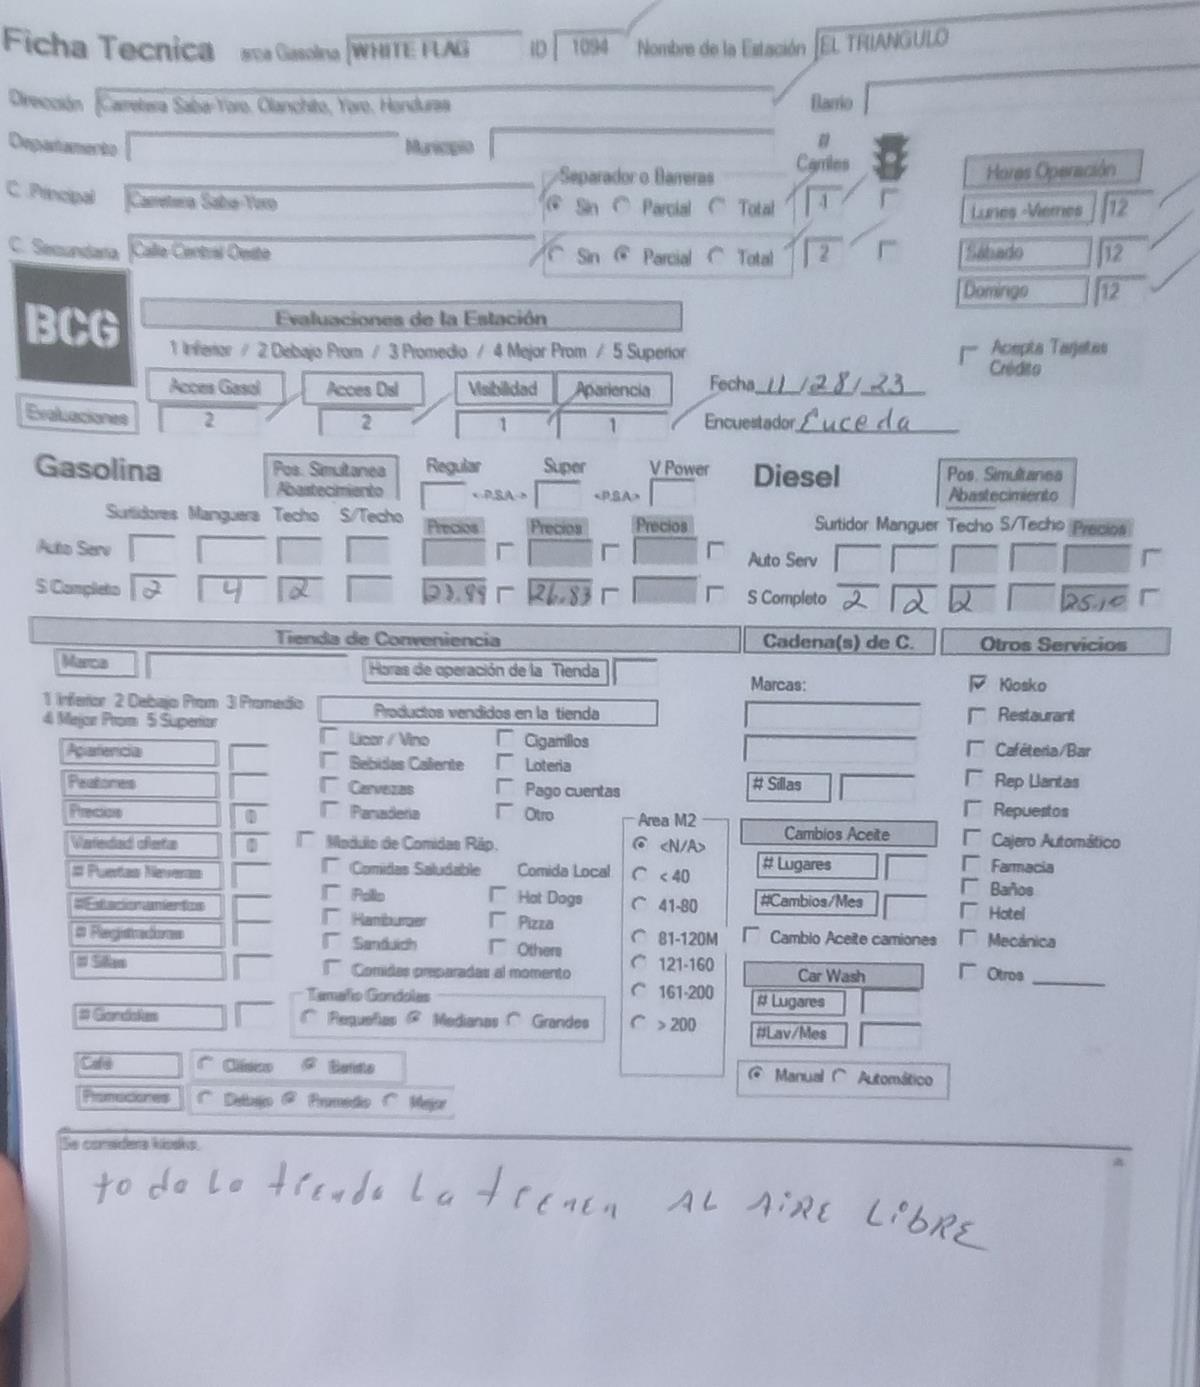 Ficha Tecnica arca Gasolina WHITE FLAG ID 1094 Nombre de la Estación EL TRIANGULO
Dirección Carretera Saba-Yoro, Olanchito, Yoro, Honduras Barrio
Departamento Municipio # Carriles
C. Principal Carretera Saba-Yoro Separador o Barreras Sin Parcial Total 1
C. Secundaria Calle Central Oeste Sin Parcial Total 2
Horas Operación
Lunes -Viernes 12
Sábado 12
Domingo 12
BCG
Evaluaciones de la Estación
1 Inferior / 2 Debajo Prom / 3 Promedio / 4 Mejor Prom / 5 Superior
Acepta Tarjetas Crédito
Acces Gasol Acces Dsl Visibilidad Apariencia Fecha 11/28/23
Evaluaciones 2 2 1 1 Encuestador Euceda
Gasolina Pos. Simultanea Abastecimiento Regular <-P.S.A-> Super <P.S.A> V Power
Surtidores Manguera Techo S/Techo Precios Precios Precios
Auto Serv
S Completo 2 4 2 23.99 26.83
Diesel Pos. Simultanea Abastecimiento
Surtidor Manguer Techo S/Techo Precios
Auto Serv
S Completo 2 2 2 25.10
Tienda de Conveniencia
Marca Horas de operación de la Tienda
1 Inferior 2 Debajo Prom 3 Promedio
4 Mejor Prom 5 Superior
Apariencia
Peatones
Precios 0
Variedad oferta 0
# Puertas Neveras
#Estacionamientos
# Registradoras
# Sillas
# Gondolas
Productos vendidos en la tienda
Licor / Vino Cigarrillos
Bebidas Caliente Loteria
Cervezas Pago cuentas
Panaderia Otro
Modulo de Comidas Ráp.
Comidas Saludable Comida Local
Pollo Hot Dogs
Hamburger Pizza
Sanduich Others
Comidas preparadas al momento
Tamaño Gondolas
Pequeñas Medianas Grandes
Area M2
<N/A>
< 40
41-80
81-120M
121-160
161-200
> 200
Café Clásico Barista
Promociones Debajo Promedio Mejor
Cadena(s) de C.
Marcas:
# Sillas
Cambios Aceite
# Lugares
#Cambios/Mes
Cambio Aceite camiones
Car Wash
# Lugares
#Lav/Mes
Manual Automático
Otros Servicios
Kiosko
Restaurant
Caféteria/Bar
Rep Llantas
Repuestos
Cajero Automático
Farmacia
Baños
Hotel
Mecánica
Otros
Se considera kiosko.
toda la tienda la tienen AL AIRE LIBRE